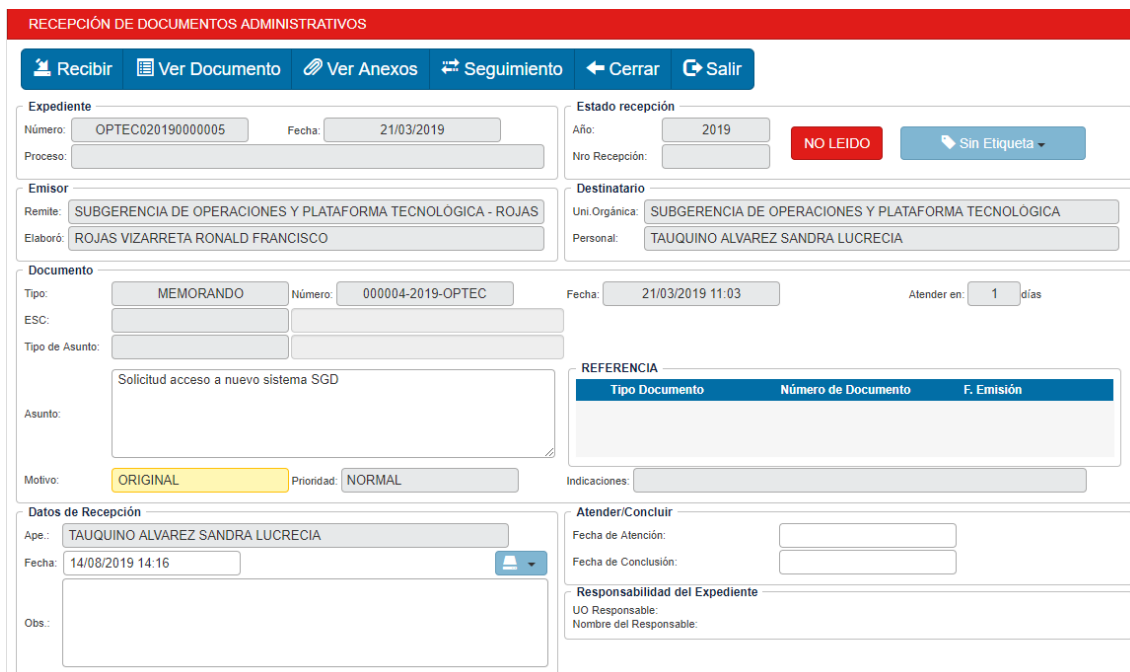 RECEPCIÓN DE DOCUMENTOS ADMINISTRATIVOS
Recibir Ver Documento Ver Anexos Seguimiento Cerrar Salir
Expediente
Número: OPTEC020190000005 Fecha: 21/03/2019
Proceso:
Estado recepción
Año: 2019
Nro Recepción:
NO LEIDO
Sin Etiqueta
Emisor
Remite: SUBGERENCIA DE OPERACIONES Y PLATAFORMA TECNOLÓGICA - ROJAS
Elaboró: ROJAS VIZARRETA RONALD FRANCISCO
Destinatario
Uni.Orgánica: SUBGERENCIA DE OPERACIONES Y PLATAFORMA TECNOLÓGICA
Personal: TAUQUINO ALVAREZ SANDRA LUCRECIA
Documento
Tipo: MEMORANDO Número: 000004-2019-OPTEC Fecha: 21/03/2019 11:03 Atender en: 1 días
ESC:
Tipo de Asunto:
Asunto: Solicitud acceso a nuevo sistema SGD
REFERENCIA
Tipo Documento Número de Documento F. Emisión
Motivo: ORIGINAL Prioridad: NORMAL Indicaciones:
Datos de Recepción
Ape.: TAUQUINO ALVAREZ SANDRA LUCRECIA
Fecha: 14/08/2019 14:16
Obs.:
Atender/Concluir
Fecha de Atención:
Fecha de Conclusión:
Responsabilidad del Expediente
UO Responsable:
Nombre del Responsable: